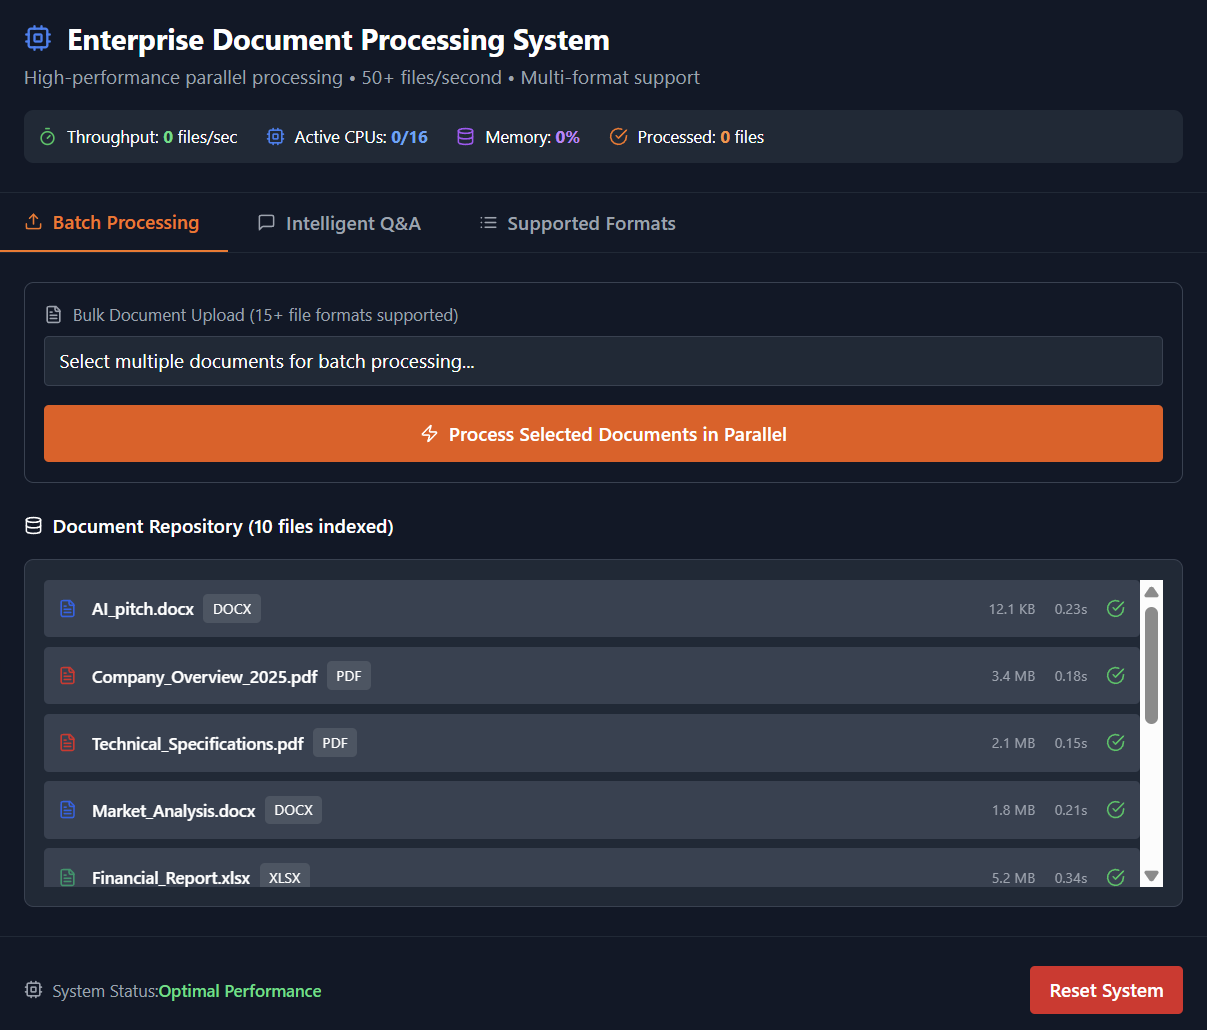 Enterprise Document Processing System
High-performance parallel processing • 50+ files/second • Multi-format support
Throughput: 0 files/sec Active CPUs: 0/16 Memory: 0% Processed: 0 files
Batch Processing Intelligent Q&A Supported Formats
Bulk Document Upload (15+ file formats supported)
Select multiple documents for batch processing...
Process Selected Documents in Parallel
Document Repository (10 files indexed)
AI_pitch.docx DOCX 12.1 KB 0.23s
Company_Overview_2025.pdf PDF 3.4 MB 0.18s
Technical_Specifications.pdf PDF 2.1 MB 0.15s
Market_Analysis.docx DOCX 1.8 MB 0.21s
Financial_Report.xlsx XLSX 5.2 MB 0.34s
System Status:Optimal Performance Reset System